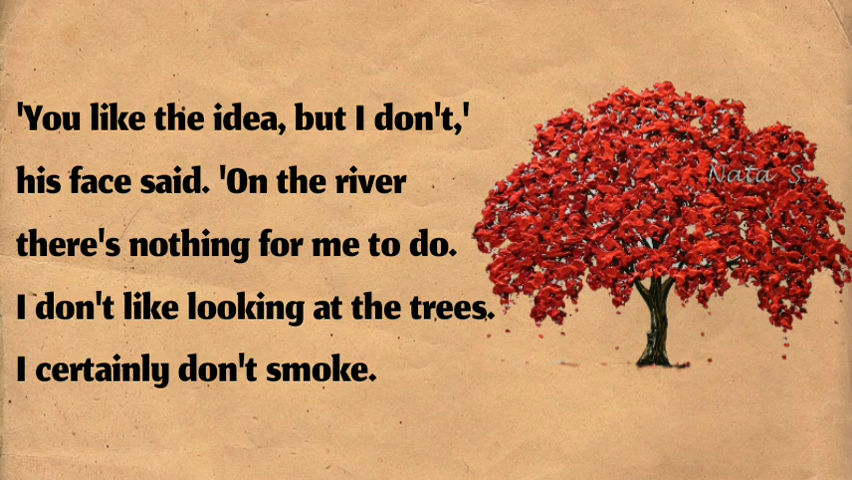 'You like the idea, but I don't,'
his face said. 'On the river
there's nothing for me to do.
I don't like looking at the trees.
I certainly don't smoke.
Nata S